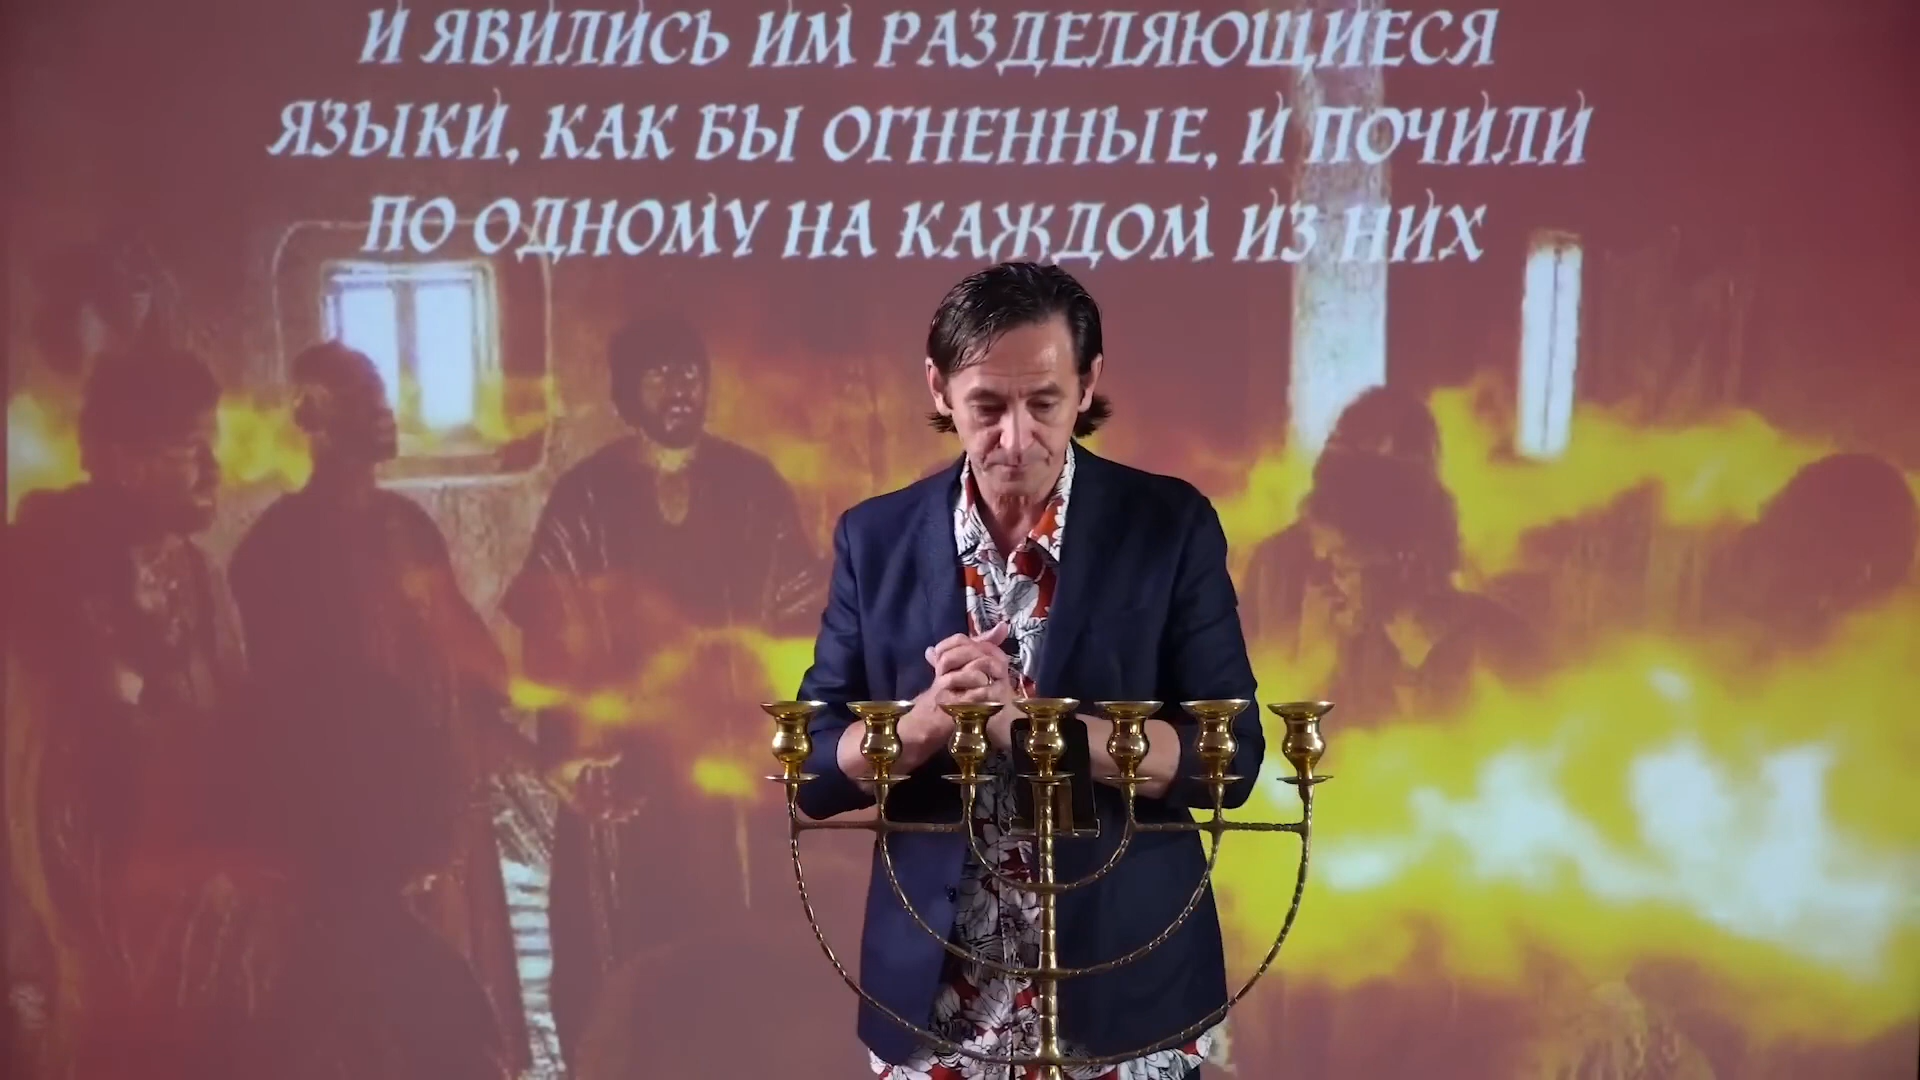 И ЯВИЛИСЬ ИМ РАЗДЕЛЯЮЩИЕСЯ
ЯЗЫКИ, КАК БЫ ОГНЕННЫЕ, И ПОЧИЛИ
ПО ОДНОМУ НА КАЖДОМ ИЗ НИХ